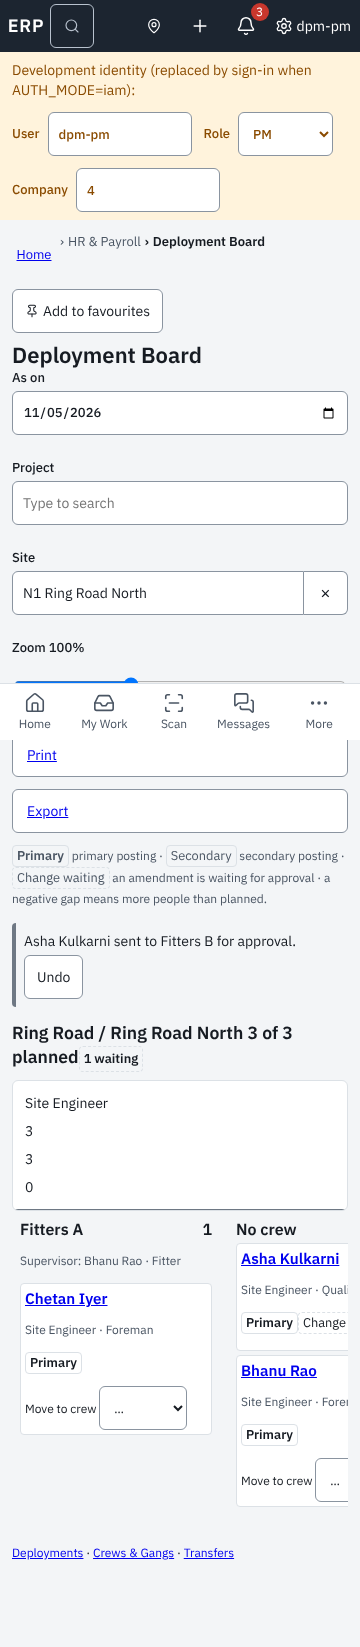 ERP
3
dpm-pm
Development identity (replaced by sign-in when
AUTH_MODE=iam):
User dpm-pm Role PM
Company 4
Home › HR & Payroll › Deployment Board
Add to favourites
Deployment Board
As on
11/05/2026
Project
Type to search
Site
N1 Ring Road North ×
Zoom 100%
Home My Work Scan Messages More
Print
Export
Primary primary posting · Secondary secondary posting ·
Change waiting an amendment is waiting for approval · a
negative gap means more people than planned.
Asha Kulkarni sent to Fitters B for approval.
Undo
Ring Road / Ring Road North 3 of 3
planned 1 waiting
Site Engineer
3
3
0
Fitters A 1
Supervisor: Bhanu Rao · Fitter
Chetan Iyer
Site Engineer · Foreman
Primary
Move to crew ...
No crew
Asha Kulkarni
Site Engineer ·
Primary Change
Bhanu Rao
Site Engineer ·
Primary
Move to crew ...
Deployments · Crews & Gangs · Transfers